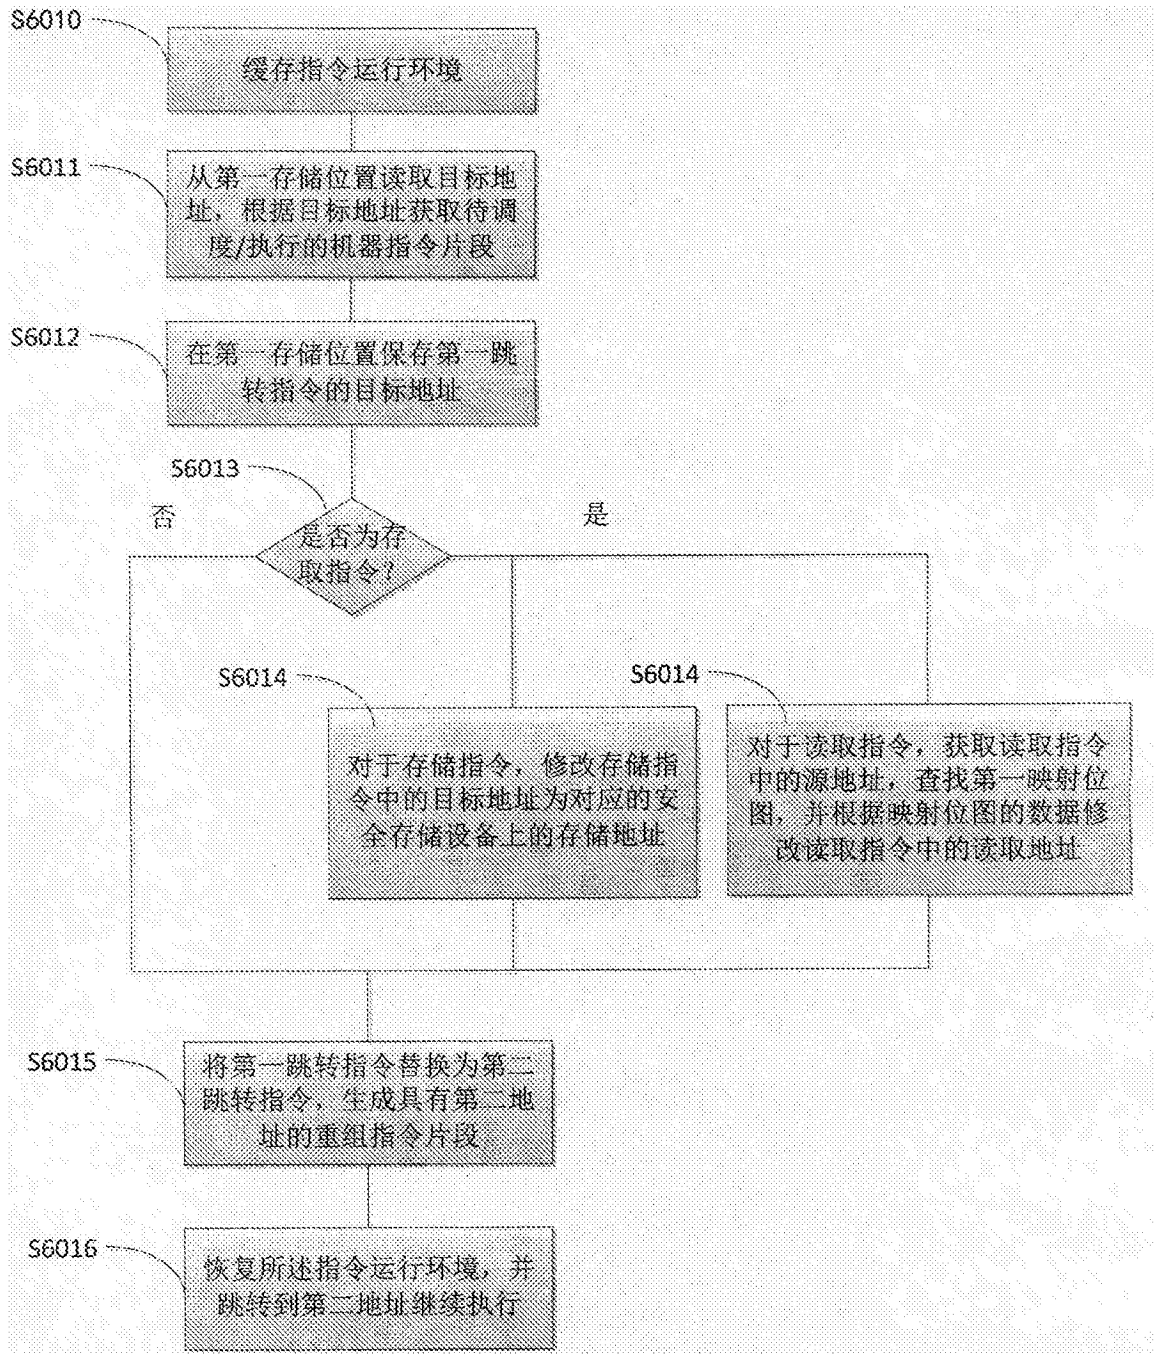 S6010
缓存指令运行环境
S6011
从第一存储位置读取目标地
址，根据目标地址获取待调
度/执行的机器指令片段
S6012
在第一存储位置保存第一跳
转指令的目标地址
S6013
否
是
是否为存
取指令？
S6014
对于存储指令，修改存储指
令中的目标地址为对应的安
全存储设备上的存储地址
S6014
对于读取指令，获取读取指令
中的源地址，查找第一映射位
图，并根据映射位图的数据修
改读取指令中的读取地址
S6015
将第一跳转指令替换为第二
跳转指令，生成具有第二地
址的重组指令片段
S6016
恢复所述指令运行环境，并
跳转到第二地址继续执行